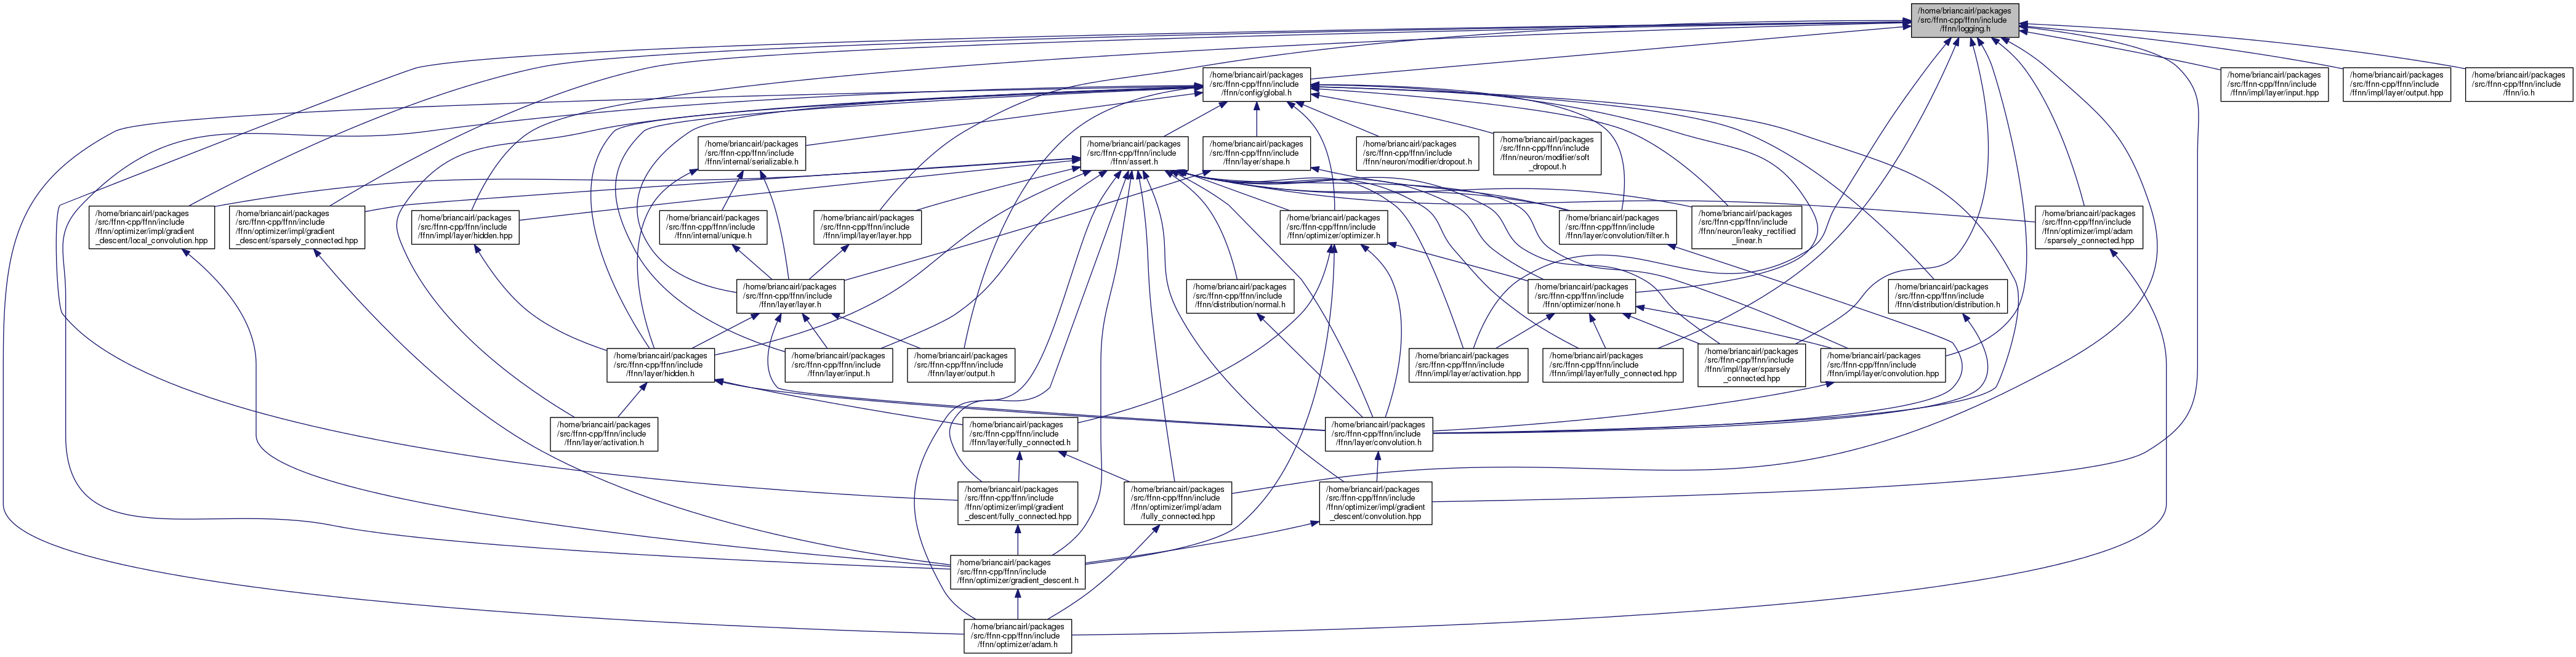 /home/briancairl/packages
/src/ffnn-cpp/ffnn/include
/ffnn/logging.h
/home/briancairl/packages
/src/ffnn-cpp/ffnn/include
/ffnn/config/global.h
/home/briancairl/packages
/src/ffnn-cpp/ffnn/include
/ffnn/impl/layer/input.hpp
/home/briancairl/packages
/src/ffnn-cpp/ffnn/include
/ffnn/impl/layer/output.hpp
/home/briancairl/packages
/src/ffnn-cpp/ffnn/include
/ffnn/io.h
/home/briancairl/packages
/src/ffnn-cpp/ffnn/include
/ffnn/internal/serializable.h
/home/briancairl/packages
/src/ffnn-cpp/ffnn/include
/ffnn/assert.h
/home/briancairl/packages
/src/ffnn-cpp/ffnn/include
/ffnn/layer/shape.h
/home/briancairl/packages
/src/ffnn-cpp/ffnn/include
/ffnn/neuron/modifier/dropout.h
/home/briancairl/packages
/src/ffnn-cpp/ffnn/include
/ffnn/neuron/modifier/soft
_dropout.h
/home/briancairl/packages
/src/ffnn-cpp/ffnn/include
/ffnn/optimizer/impl/gradient
_descent/local_convolution.hpp
/home/briancairl/packages
/src/ffnn-cpp/ffnn/include
/ffnn/optimizer/impl/gradient
_descent/sparsely_connected.hpp
/home/briancairl/packages
/src/ffnn-cpp/ffnn/include
/ffnn/impl/layer/hidden.hpp
/home/briancairl/packages
/src/ffnn-cpp/ffnn/include
/ffnn/internal/unique.h
/home/briancairl/packages
/src/ffnn-cpp/ffnn/include
/ffnn/impl/layer/layer.hpp
/home/briancairl/packages
/src/ffnn-cpp/ffnn/include
/ffnn/optimizer/optimizer.h
/home/briancairl/packages
/src/ffnn-cpp/ffnn/include
/ffnn/layer/convolution/filter.h
/home/briancairl/packages
/src/ffnn-cpp/ffnn/include
/ffnn/neuron/leaky_rectified
_linear.h
/home/briancairl/packages
/src/ffnn-cpp/ffnn/include
/ffnn/optimizer/impl/adam
/sparsely_connected.hpp
/home/briancairl/packages
/src/ffnn-cpp/ffnn/include
/ffnn/layer/layer.h
/home/briancairl/packages
/src/ffnn-cpp/ffnn/include
/ffnn/distribution/normal.h
/home/briancairl/packages
/src/ffnn-cpp/ffnn/include
/ffnn/optimizer/none.h
/home/briancairl/packages
/src/ffnn-cpp/ffnn/include
/ffnn/distribution/distribution.h
/home/briancairl/packages
/src/ffnn-cpp/ffnn/include
/ffnn/layer/hidden.h
/home/briancairl/packages
/src/ffnn-cpp/ffnn/include
/ffnn/layer/input.h
/home/briancairl/packages
/src/ffnn-cpp/ffnn/include
/ffnn/layer/output.h
/home/briancairl/packages
/src/ffnn-cpp/ffnn/include
/ffnn/impl/layer/activation.hpp
/home/briancairl/packages
/src/ffnn-cpp/ffnn/include
/ffnn/impl/layer/fully_connected.hpp
/home/briancairl/packages
/src/ffnn-cpp/ffnn/include
/ffnn/impl/layer/sparsely
_connected.hpp
/home/briancairl/packages
/src/ffnn-cpp/ffnn/include
/ffnn/impl/layer/convolution.hpp
/home/briancairl/packages
/src/ffnn-cpp/ffnn/include
/ffnn/layer/activation.h
/home/briancairl/packages
/src/ffnn-cpp/ffnn/include
/ffnn/layer/fully_connected.h
/home/briancairl/packages
/src/ffnn-cpp/ffnn/include
/ffnn/layer/convolution.h
/home/briancairl/packages
/src/ffnn-cpp/ffnn/include
/ffnn/optimizer/impl/gradient
_descent/fully_connected.hpp
/home/briancairl/packages
/src/ffnn-cpp/ffnn/include
/ffnn/optimizer/impl/adam
/fully_connected.hpp
/home/briancairl/packages
/src/ffnn-cpp/ffnn/include
/ffnn/optimizer/impl/gradient
_descent/convolution.hpp
/home/briancairl/packages
/src/ffnn-cpp/ffnn/include
/ffnn/optimizer/gradient_descent.h
/home/briancairl/packages
/src/ffnn-cpp/ffnn/include
/ffnn/optimizer/adam.h